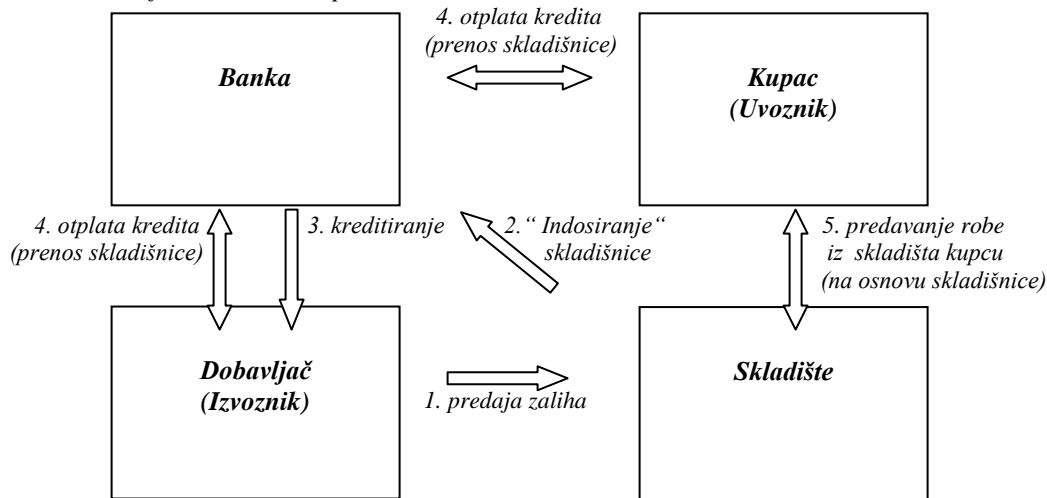 4. otplata kredita
(prenos skladišnice)
Banka
Kupac
(Uvoznik)
4. otplata kredita
(prenos skladišnice)
3. kreditiranje
2.“ Indosiranje“
skladišnice
5. predavanje robe
iz skladišta kupcu
(na osnovu skladišnice)
Dobavljač
(Izvoznik)
1. predaja zaliha
Skladište